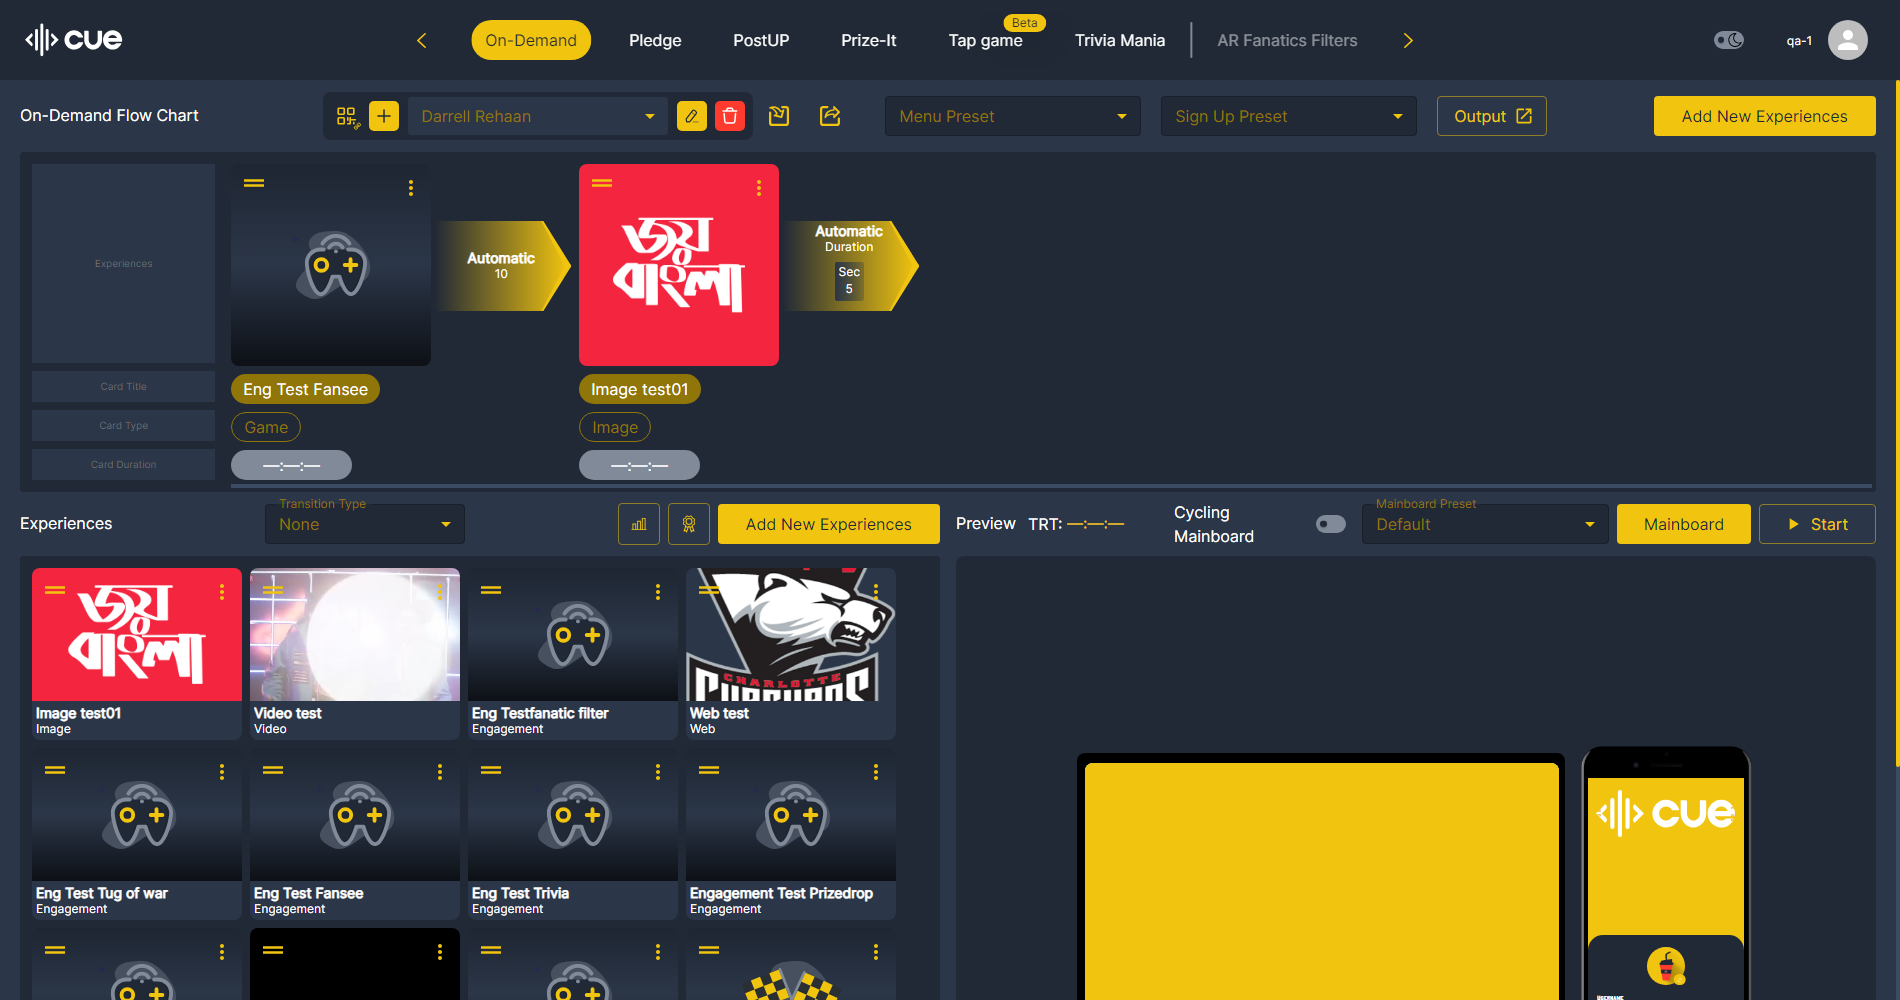 cue
On-Demand
Pledge
PostUP
Prize-It
Tap game
Beta
Trivia Mania
AR Fanatics Filters
qa-1
On-Demand Flow Chart
Darrell Rehaan
Menu Preset
Sign Up Preset
Output
Add New Experiences
Experiences
Card Title
Card Type
Card Duration
Automatic
10
জয়
বাংলা
Automatic
Duration
Sec
5
Eng Test Fansee
Game
—:—:—
Image test01
Image
—:—:—
Experiences
Transition Type
None
Add New Experiences
Preview
TRT: —:—:—
Cycling
Mainboard
Mainboard Preset
Default
Mainboard
Start
জয়
বাংলা
Image test01
Image
Video test
Video
Eng Testfanatic filter
Engagement
CHARLOTTE
Web test
Web
Eng Test Tug of war
Engagement
Eng Test Fansee
Engagement
Eng Test Trivia
Engagement
Engagement Test Prizedrop
Engagement
cue
USERNAME